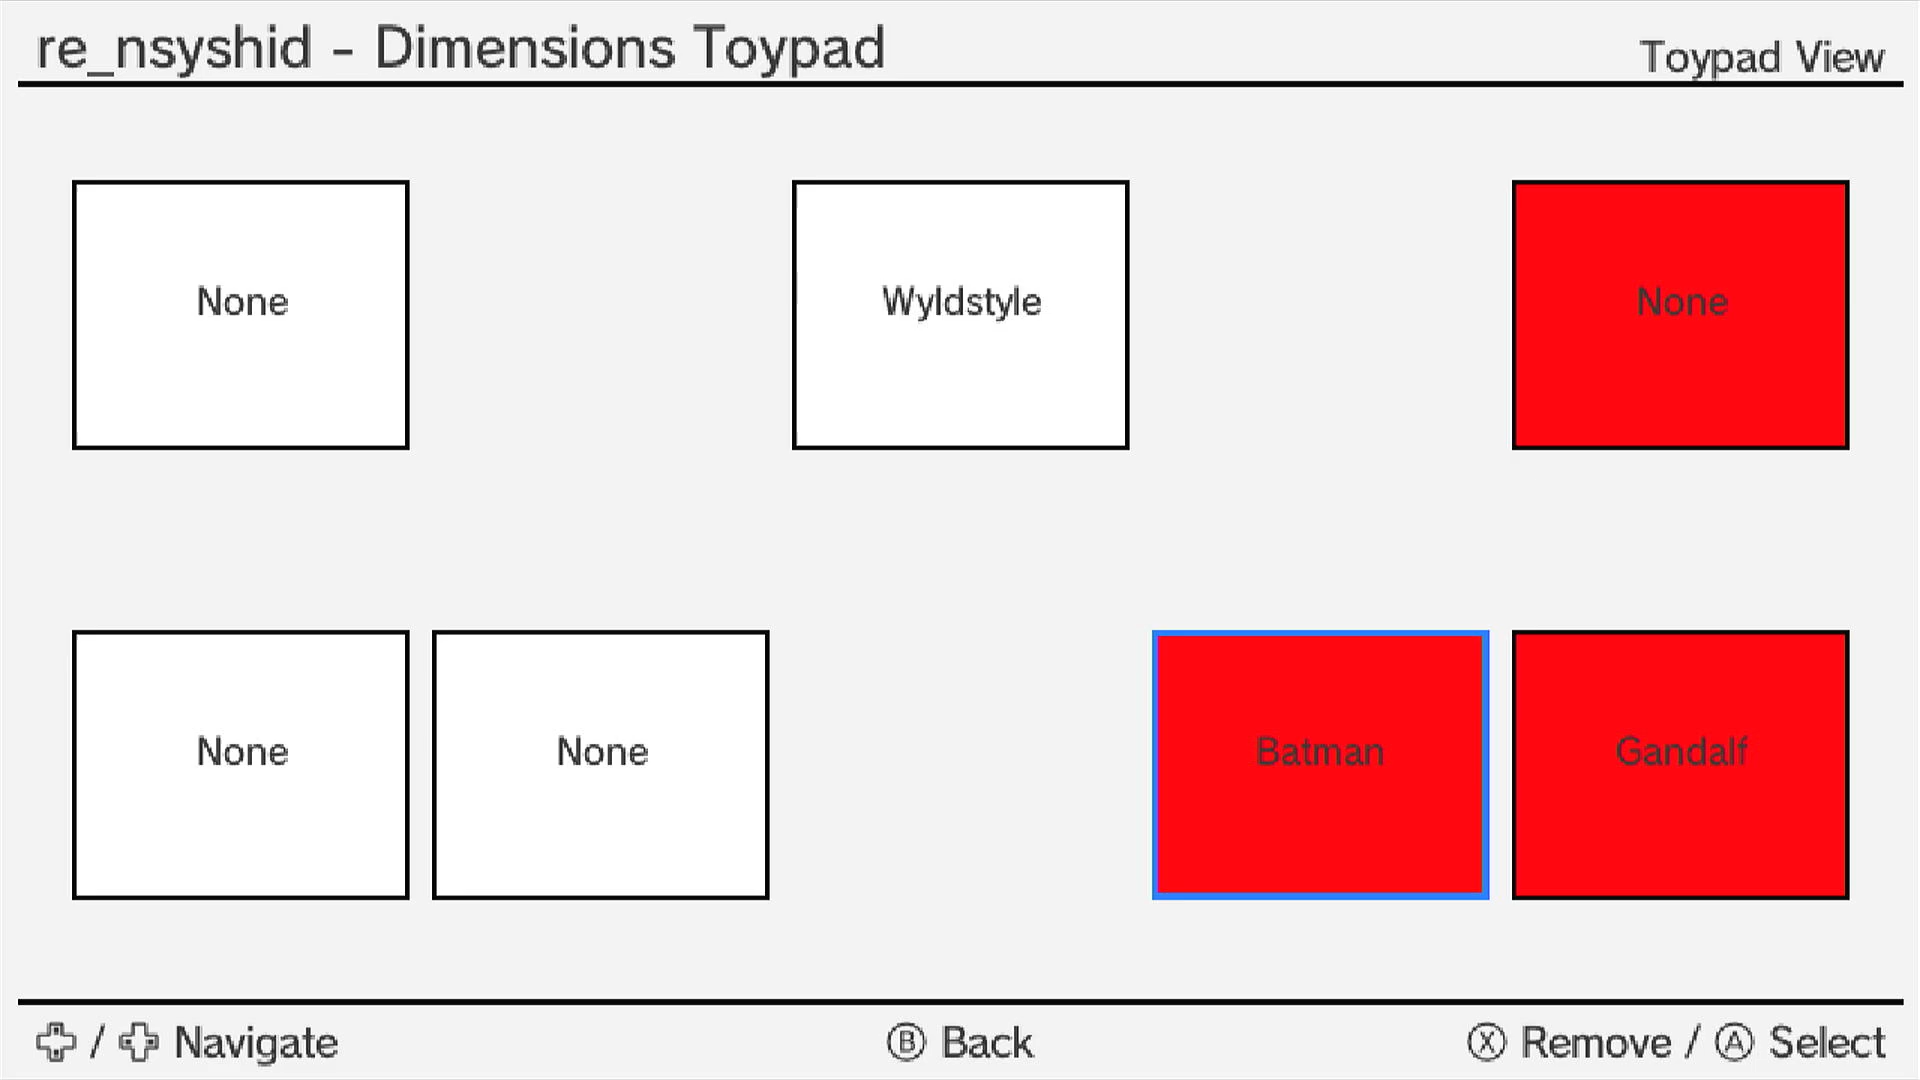 re_nsyshid - Dimensions Toypad
Toypad View
None
Wyldstyle
None
None
None
Batman
Gandalf
/ Navigate
Ⓑ Back
Ⓧ Remove / Ⓐ Select